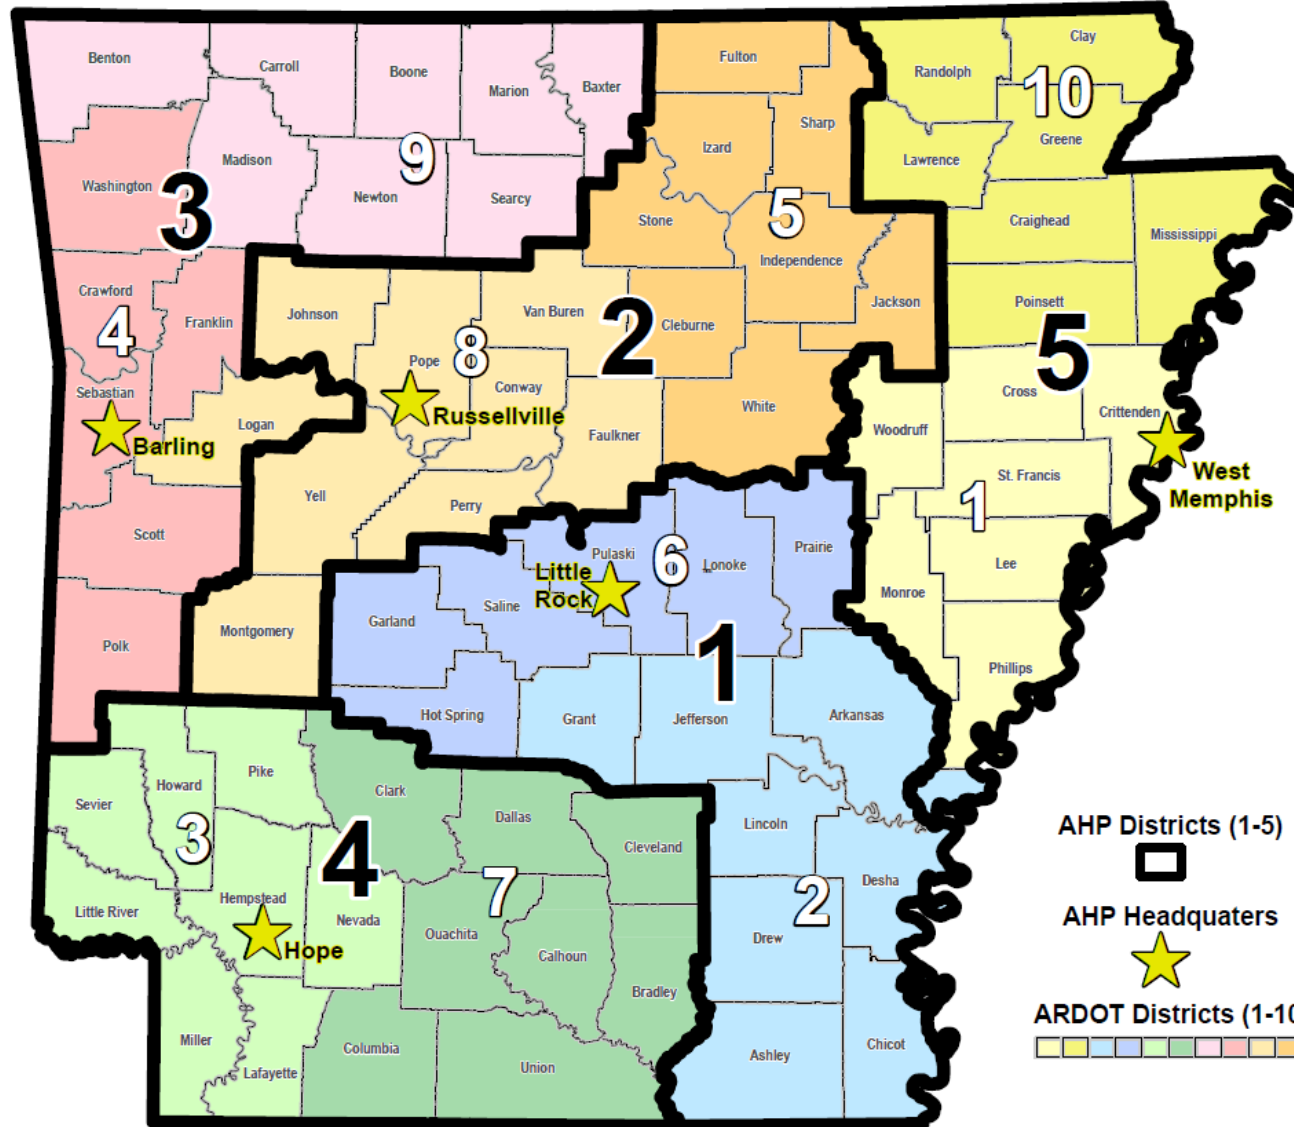 Benton
Carroll
Boone
Marion
Baxter
Fulton
Randolph
Clay
10
Sharp
Izard
Lawrence
Greene
Washington
3
Madison
9
Newton
Searcy
Stone
5
Independence
Craighead
Mississippi
Crawford
4
Franklin
Johnson
Van Buren
2
Cleburne
Jackson
Poinsett
5
8
Pope
Conway
Sebastian
Barling
Logan
Russellville
Faulkner
White
Woodruff
Cross
Crittenden
West
Memphis
St. Francis
1
Yell
Perry
Scott
Pulaski
6
Lonoke
Prairie
Little
Rock
Lee
Monroe
Garland
Saline
Montgomery
Polk
1
Phillips
Hot Spring
Grant
Jefferson
Arkansas
Sevier
Howard
Pike
Clark
Dallas
Cleveland
Lincoln
3
4
7
2
Desha
Little River
Hempstead
Nevada
Hope
Ouachita
Calhoun
Bradley
Drew
Miller
Lafayette
Columbia
Union
Ashley
Chicot
AHP Districts (1-5)
AHP Headquaters
ARDOT Districts (1-10